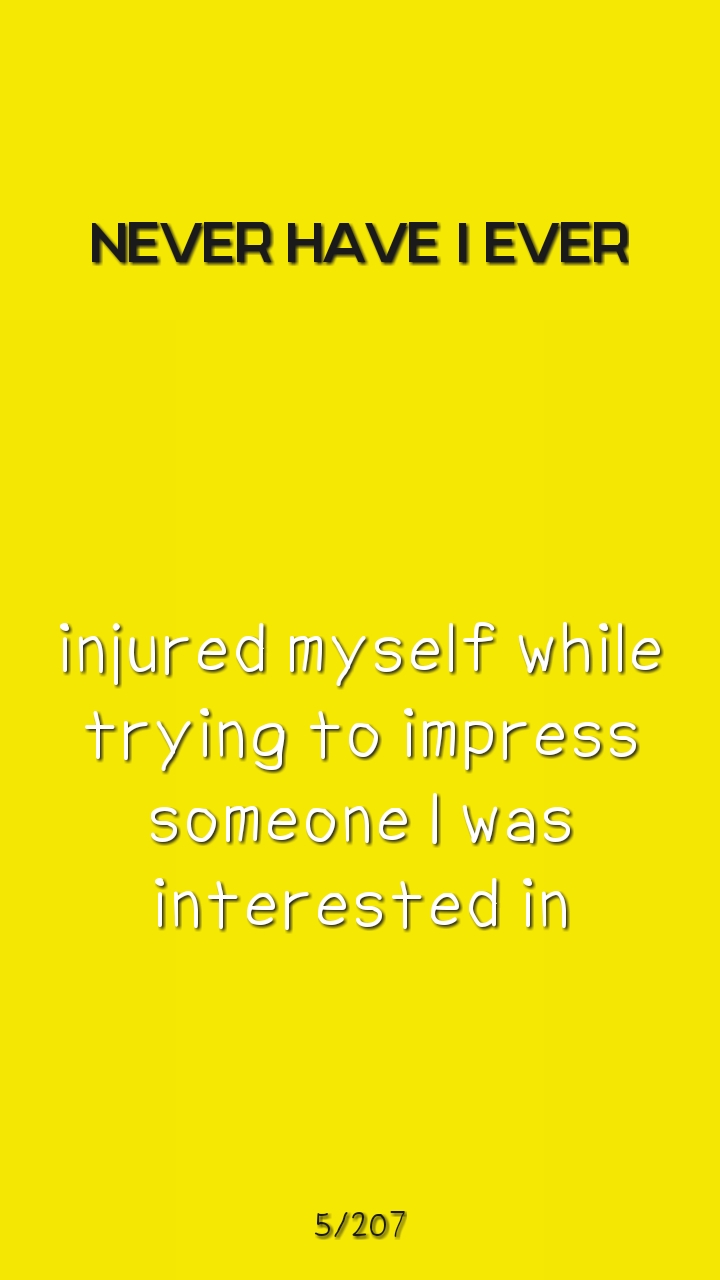 NEVER HAVE I EVER
injured myself while
trying to impress
someone I was
interested in
5/207